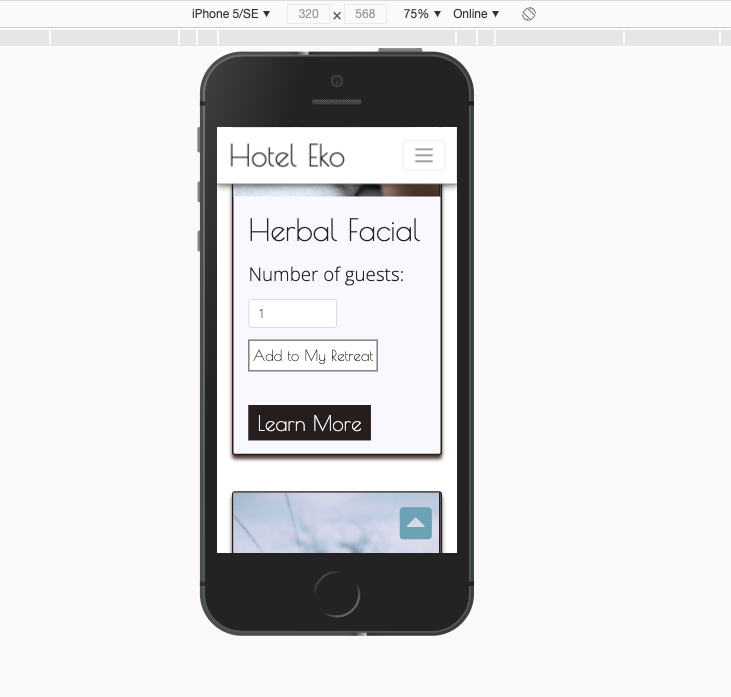 iPhone 5/SE ▼ 320 × 568 75% ▼ Online ▼
Hotel Eko
Herbal Facial
Number of guests:
1
Add to My Retreat
Learn More